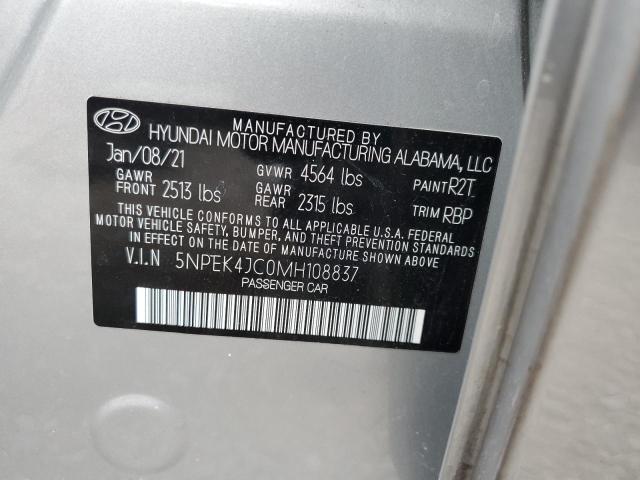 MANUFACTURED BY
HYUNDAI MOTOR MANUFACTURING ALABAMA, LLC
Jan/08/21 GVWR 4564 lbs PAINT R2T
GAWR FRONT 2513 lbs GAWR REAR 2315 lbs TRIM RBP
THIS VEHICLE CONFORMS TO ALL APPLICABLE U.S.A. FEDERAL
MOTOR VEHICLE SAFETY, BUMPER, AND THEFT PREVENTION STANDARDS
IN EFFECT ON THE DATE OF MANUFACTURE SHOWN ABOVE.
V.I.N 5NPEK4JC0MH108837
PASSENGER CAR